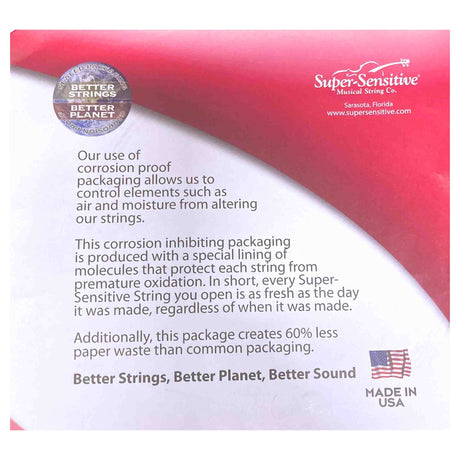 BETTER
STRINGS
BETTER
PLANET
Super-Sensitive®
Musical String Co.
Sarasota, Florida
www.supersensitive.com
Our use of
corrosion proof
packaging allows us to
control elements such as
air and moisture from altering
our strings.
This corrosion inhibiting packaging
is produced with a special lining of
molecules that protect each string from
premature oxidation. In short, every Super-
Sensitive String you open is as fresh as the day
it was made, regardless of when it was made.
Additionally, this package creates 60% less
paper waste than common packaging.
Better Strings, Better Planet, Better Sound
MADE IN
USA